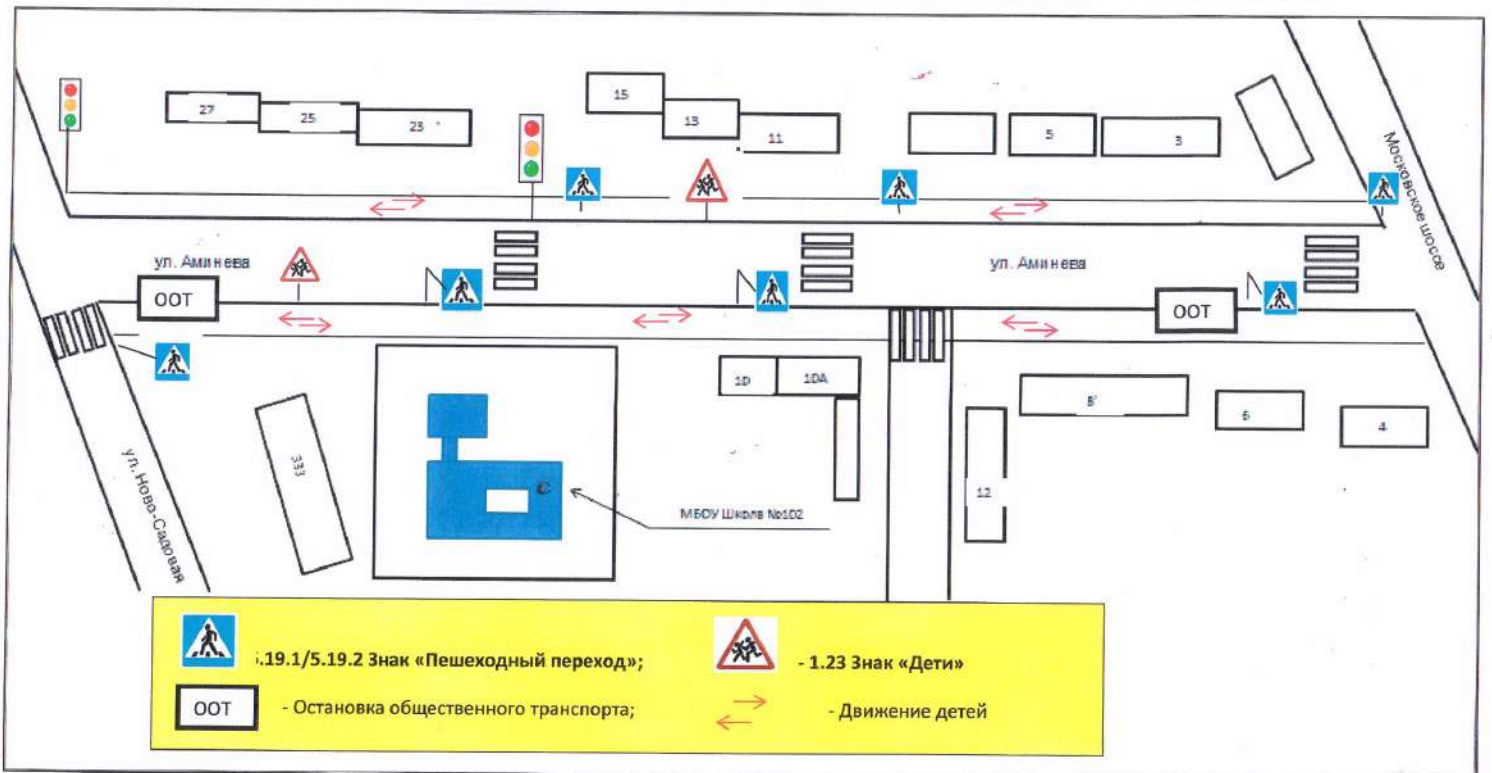 27
25
23
15
13
11
5
3
Московское шоссе
ул. Аминева
ул. Аминева
ООТ
ООТ
1D
1DA
8
6
4
333
12
ул. Ново-Садовая
МБОУ Школа №102
.19.1/5.19.2 Знак «Пешеходный переход»;
- 1.23 Знак «Дети»
ООТ - Остановка общественного транспорта;
- Движение детей